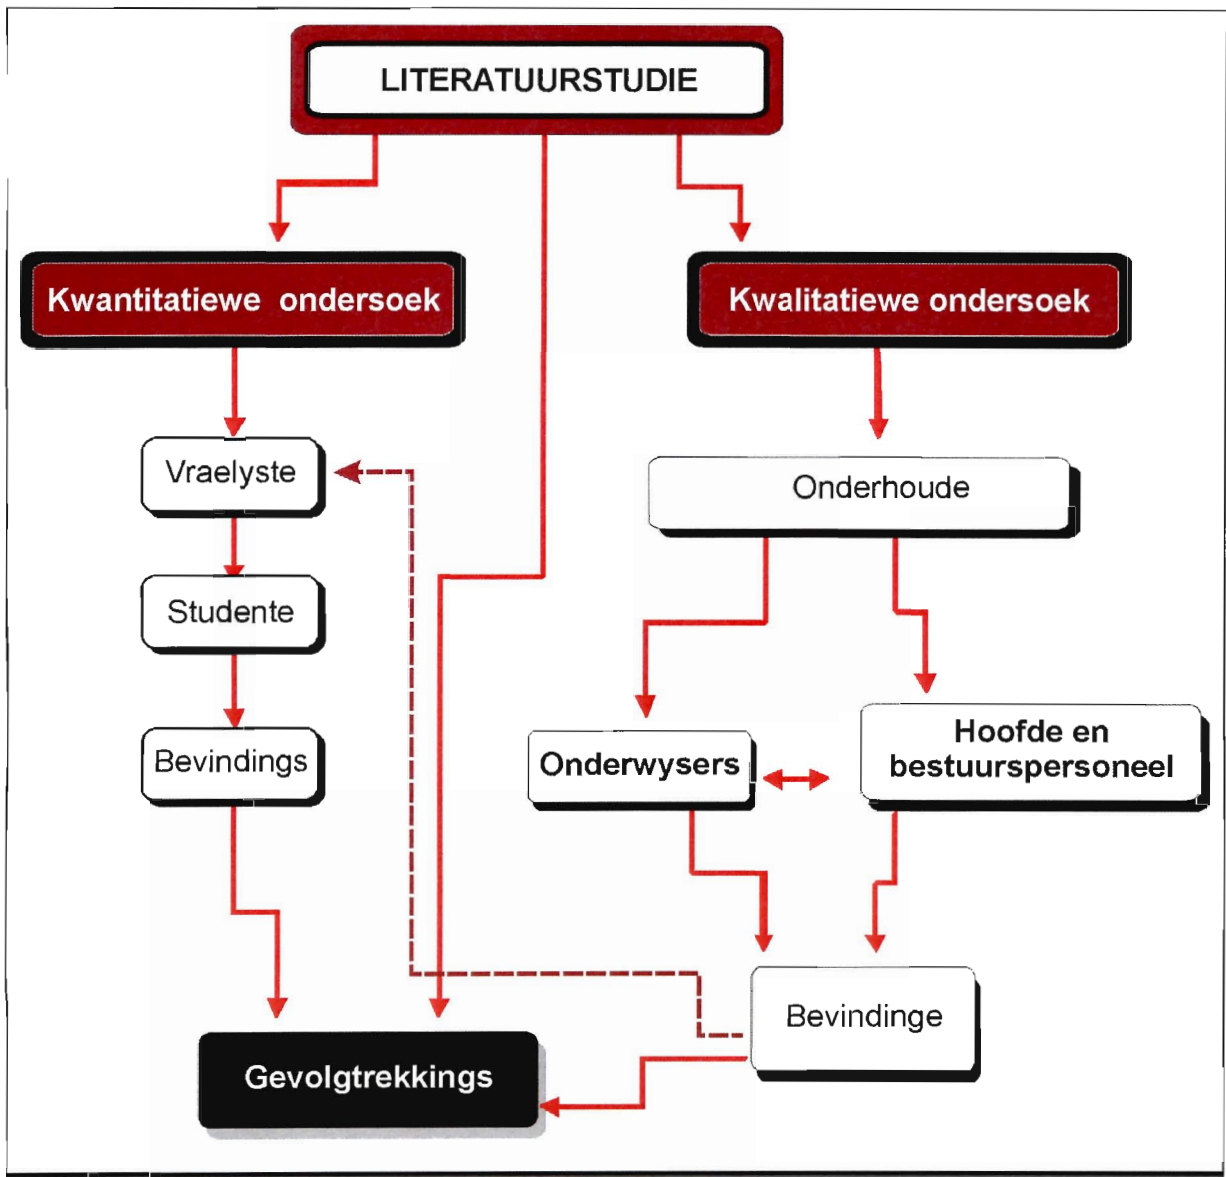 LITERATUURSTUDIE
Kwantitatiewe ondersoek
Kwalitatiewe ondersoek
Vraelyste
Onderhoude
Studente
Bevindings
Onderwysers
Hoofde en
bestuurspersoneel
Bevindinge
Gevolgtrekkings